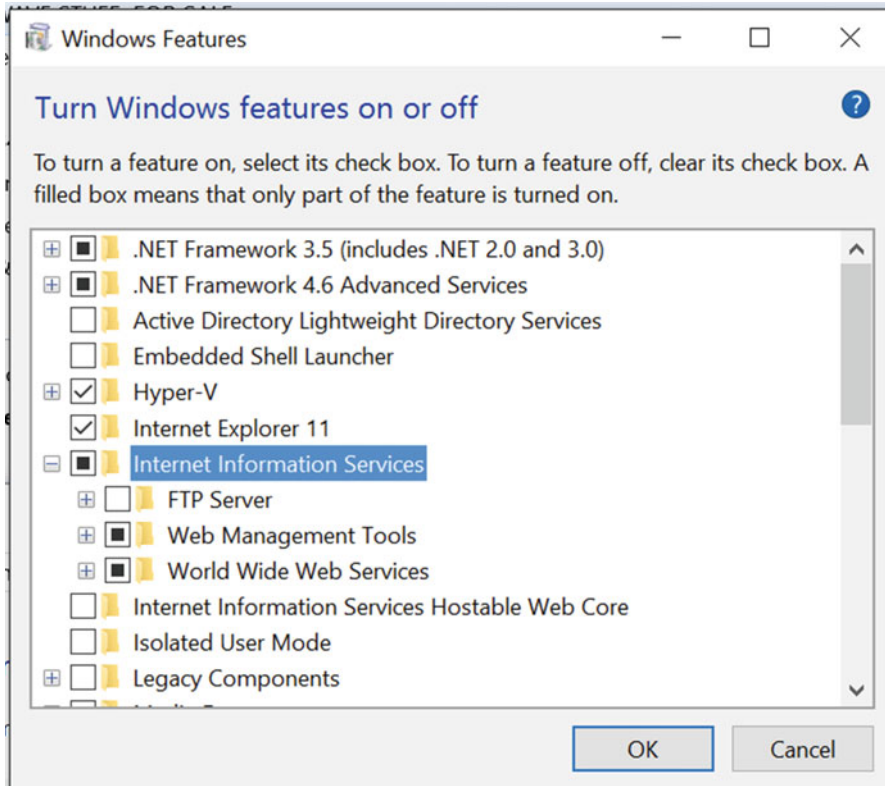 Windows Features
Turn Windows features on or off
To turn a feature on, select its check box. To turn a feature off, clear its check box. A
filled box means that only part of the feature is turned on.
.NET Framework 3.5 (includes .NET 2.0 and 3.0)
.NET Framework 4.6 Advanced Services
Active Directory Lightweight Directory Services
Embedded Shell Launcher
Hyper-V
Internet Explorer 11
Internet Information Services
FTP Server
Web Management Tools
World Wide Web Services
Internet Information Services Hostable Web Core
Isolated User Mode
Legacy Components
OK Cancel